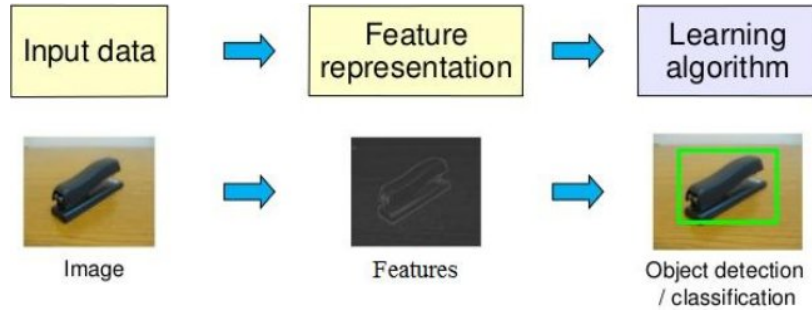 Input data
Feature
representation
Learning
algorithm
Image
Features
Object detection
/ classification